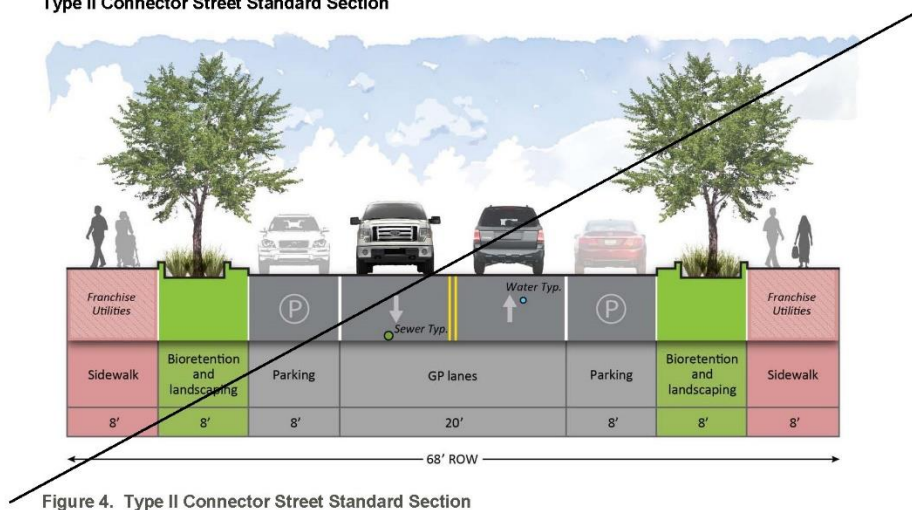 Type II Connector Street Standard Section
Franchise
Utilities
P
Sewer Typ.
Water Typ.
P
Franchise
Utilities
Sidewalk
Bioretention
and
landscaping
Parking
GP lanes
Parking
Bioretention
and
landscaping
Sidewalk
8'
8'
8'
20'
8'
8'
8'
68' ROW
Figure 4. Type II Connector Street Standard Section